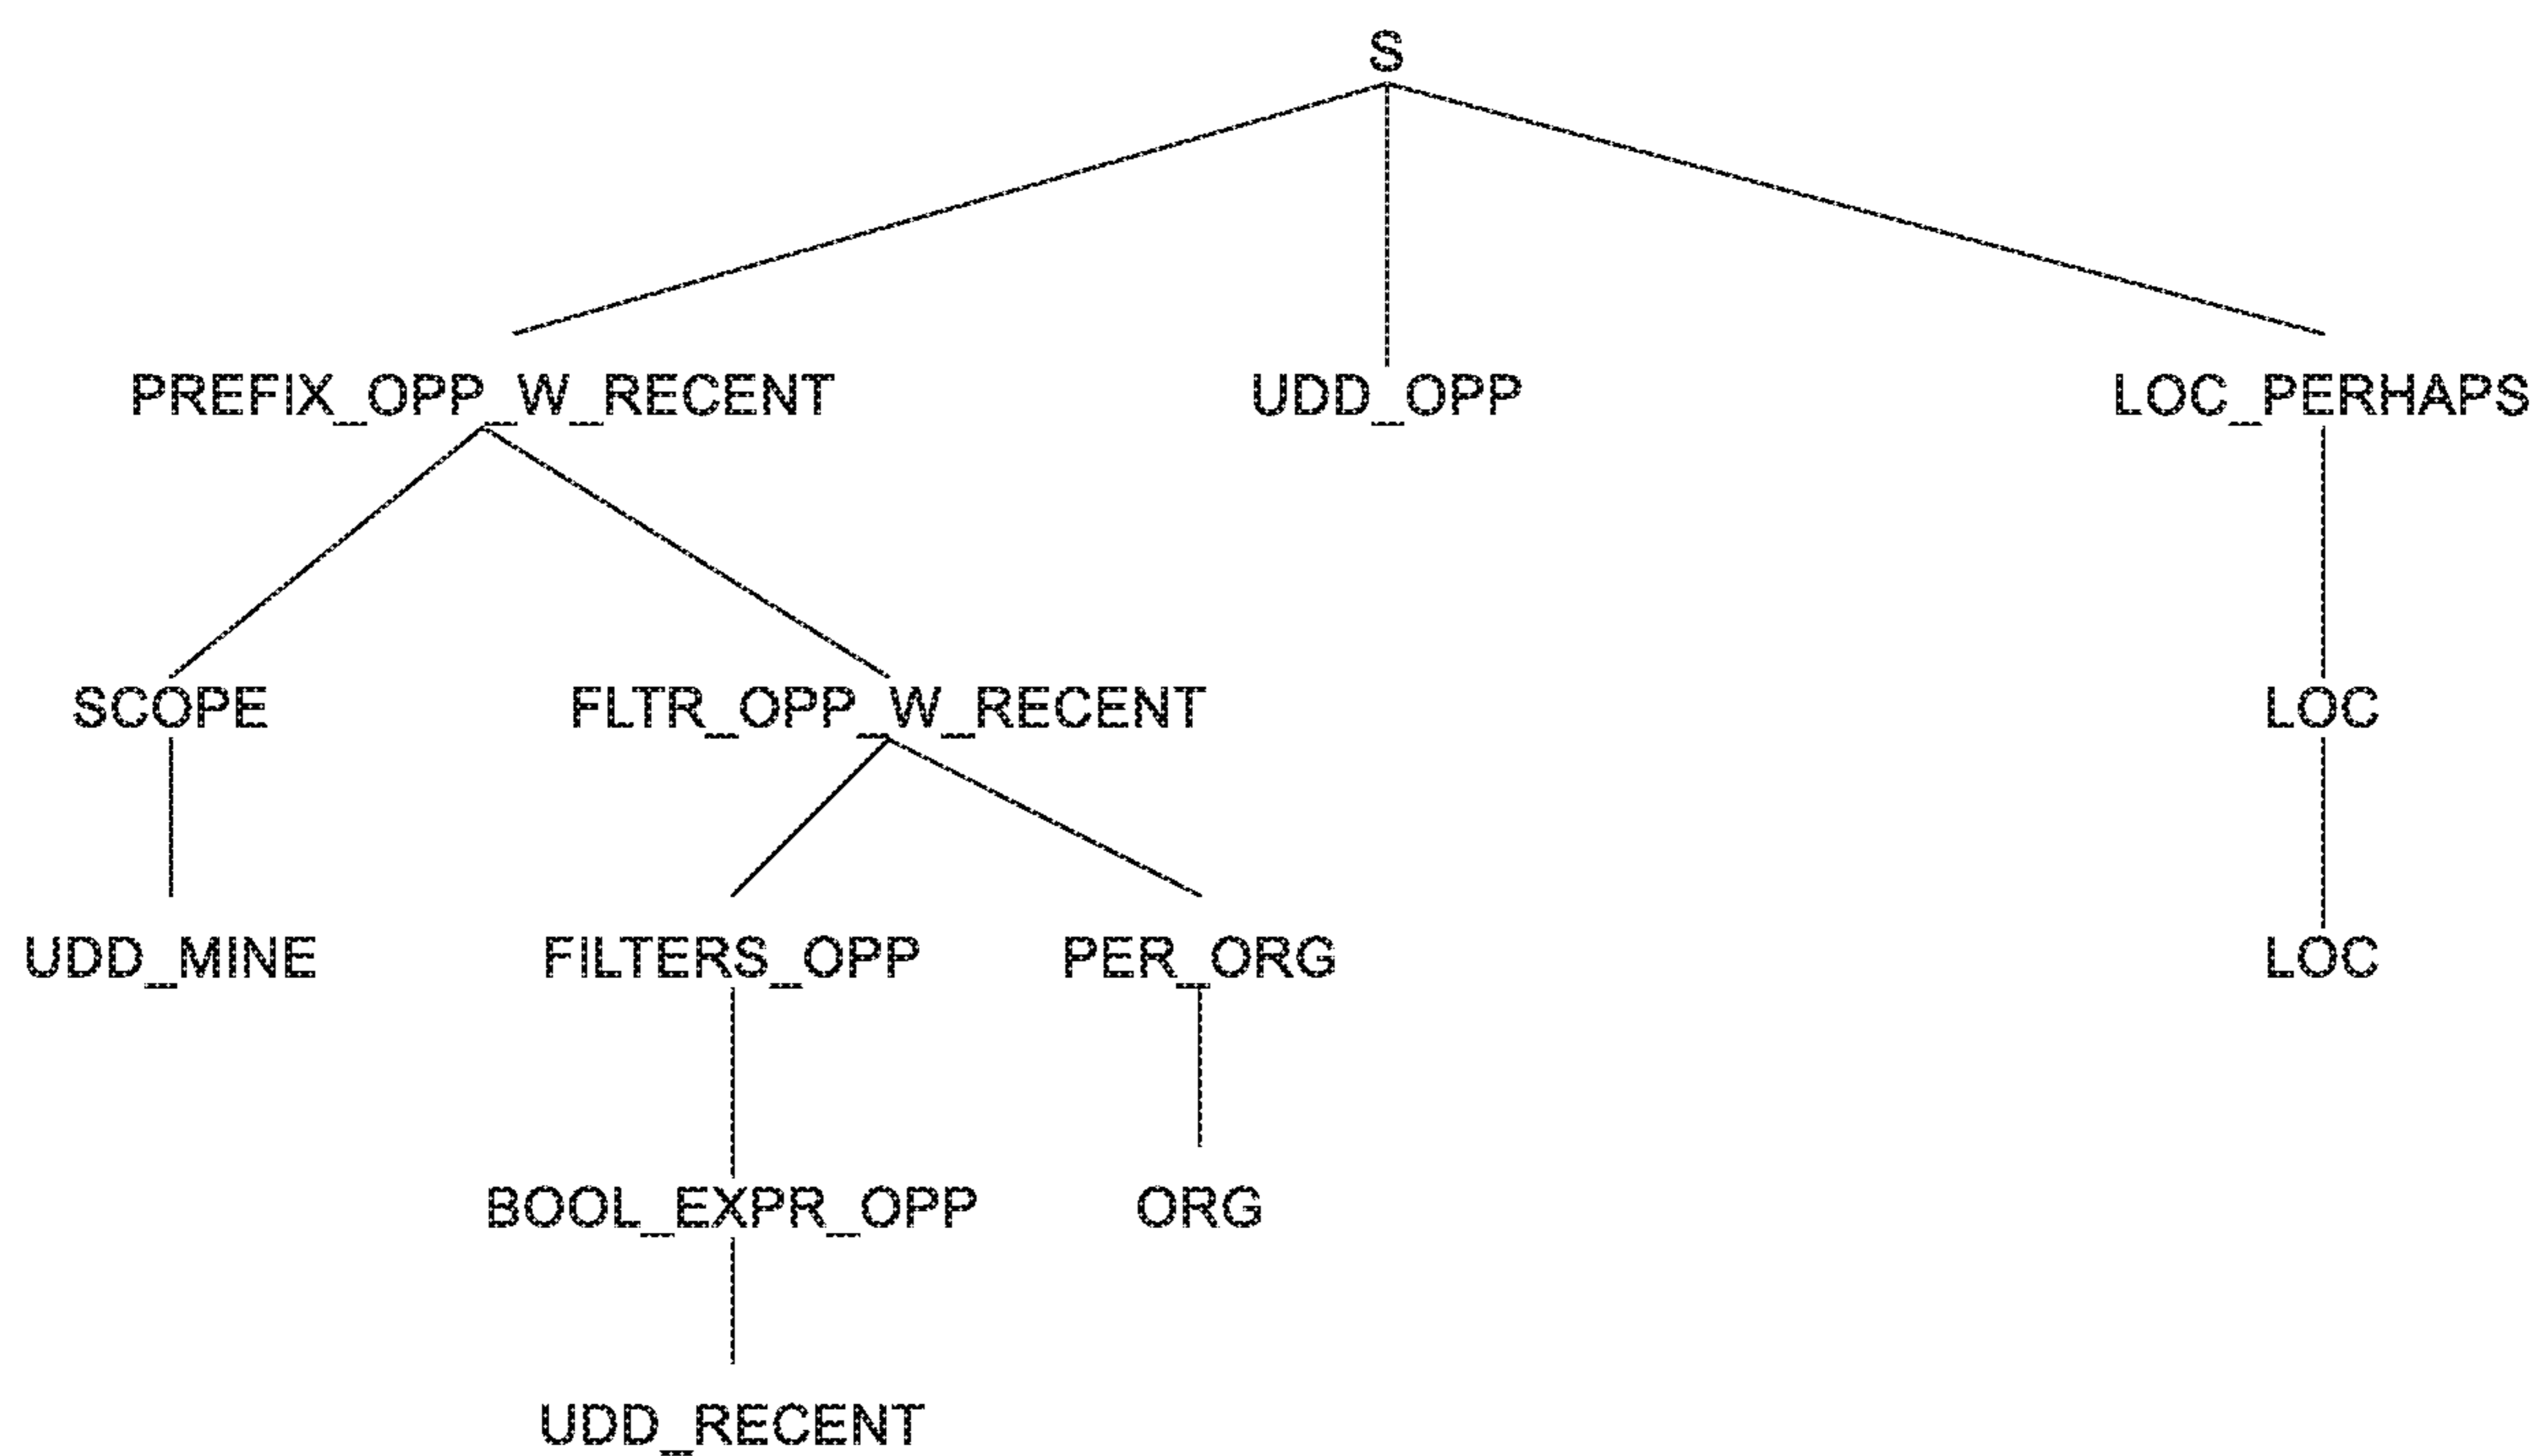 S
PREFIX_OPP_W_RECENT UDD_OPP LOC_PERHAPS
SCOPE FLTR_OPP_W_RECENT LOC
UDD_MINE FILTERS_OPP PER_ORG LOC
BOOL_EXPR_OPP ORG
UDD_RECENT